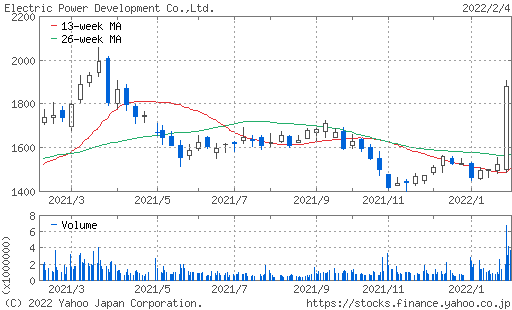 Electric Power Development Co.,Ltd. 2022/2/4
2200
13-week MA
26-week MA
2000
1800
1600
1400
2021/3 2021/5 2021/7 2021/9 2021/11 2022/1
8
Volume
6
4
2
0
(x1000000)
2021/3 2021/5 2021/7 2021/9 2021/11 2022/1
(C) 2022 Yahoo Japan Corporation. https://stocks.finance.yahoo.co.jp/